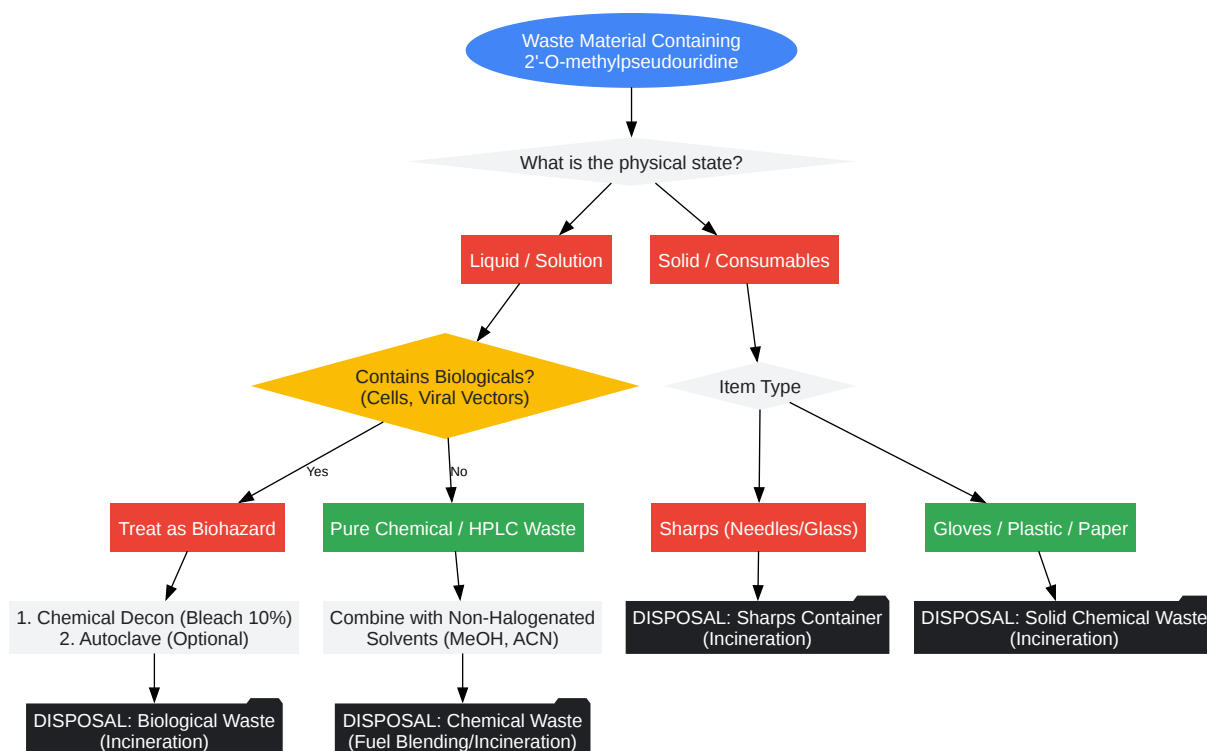 Waste Material Containing
2'-O-methylpseudouridine
What is the physical state?
Liquid / Solution
Solid / Consumables
Contains Biologicals?
(Cells, Viral Vectors)
Item Type
Yes
No
Treat as Biohazard
Pure Chemical / HPLC Waste
Sharps (Needles/Glass)
Gloves / Plastic / Paper
1. Chemical Decon (Bleach 10%)
2. Autoclave (Optional)
Combine with Non-Halogenated
Solvents (MeOH, ACN)
DISPOSAL: Sharps Container
(Incineration)
DISPOSAL: Solid Chemical Waste
(Incineration)
DISPOSAL: Biological Waste
(Incineration)
DISPOSAL: Chemical Waste
(Fuel Blending/Incineration)